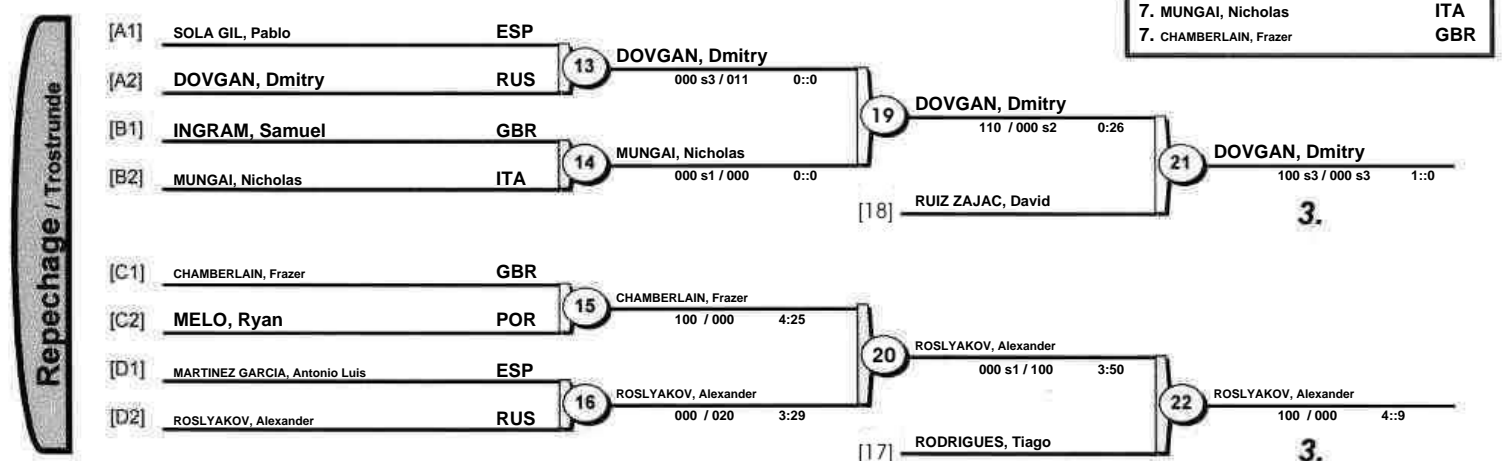 7. MUNGAI, Nicholas ITA
7. CHAMBERLAIN, Frazer GBR
Repechage / Trostrunde
[A1] SOLA GIL, Pablo ESP
[A2] DOVGAN, Dmitry RUS
13 DOVGAN, Dmitry
000 s3 / 011 0::0
[B1] INGRAM, Samuel GBR
[B2] MUNGAI, Nicholas ITA
14 MUNGAI, Nicholas
000 s1 / 000 0::0
19 DOVGAN, Dmitry
110 / 000 s2 0:26
[18] RUIZ ZAJAC, David
21 DOVGAN, Dmitry
100 s3 / 000 s3 1::0
3.
[C1] CHAMBERLAIN, Frazer GBR
[C2] MELO, Ryan POR
15 CHAMBERLAIN, Frazer
100 / 000 4:25
[D1] MARTINEZ GARCIA, Antonio Luis ESP
[D2] ROSLYAKOV, Alexander RUS
16 ROSLYAKOV, Alexander
000 / 020 3:29
20 ROSLYAKOV, Alexander
000 s1 / 100 3:50
[17] RODRIGUES, Tiago
22 ROSLYAKOV, Alexander
100 / 000 4::9
3.